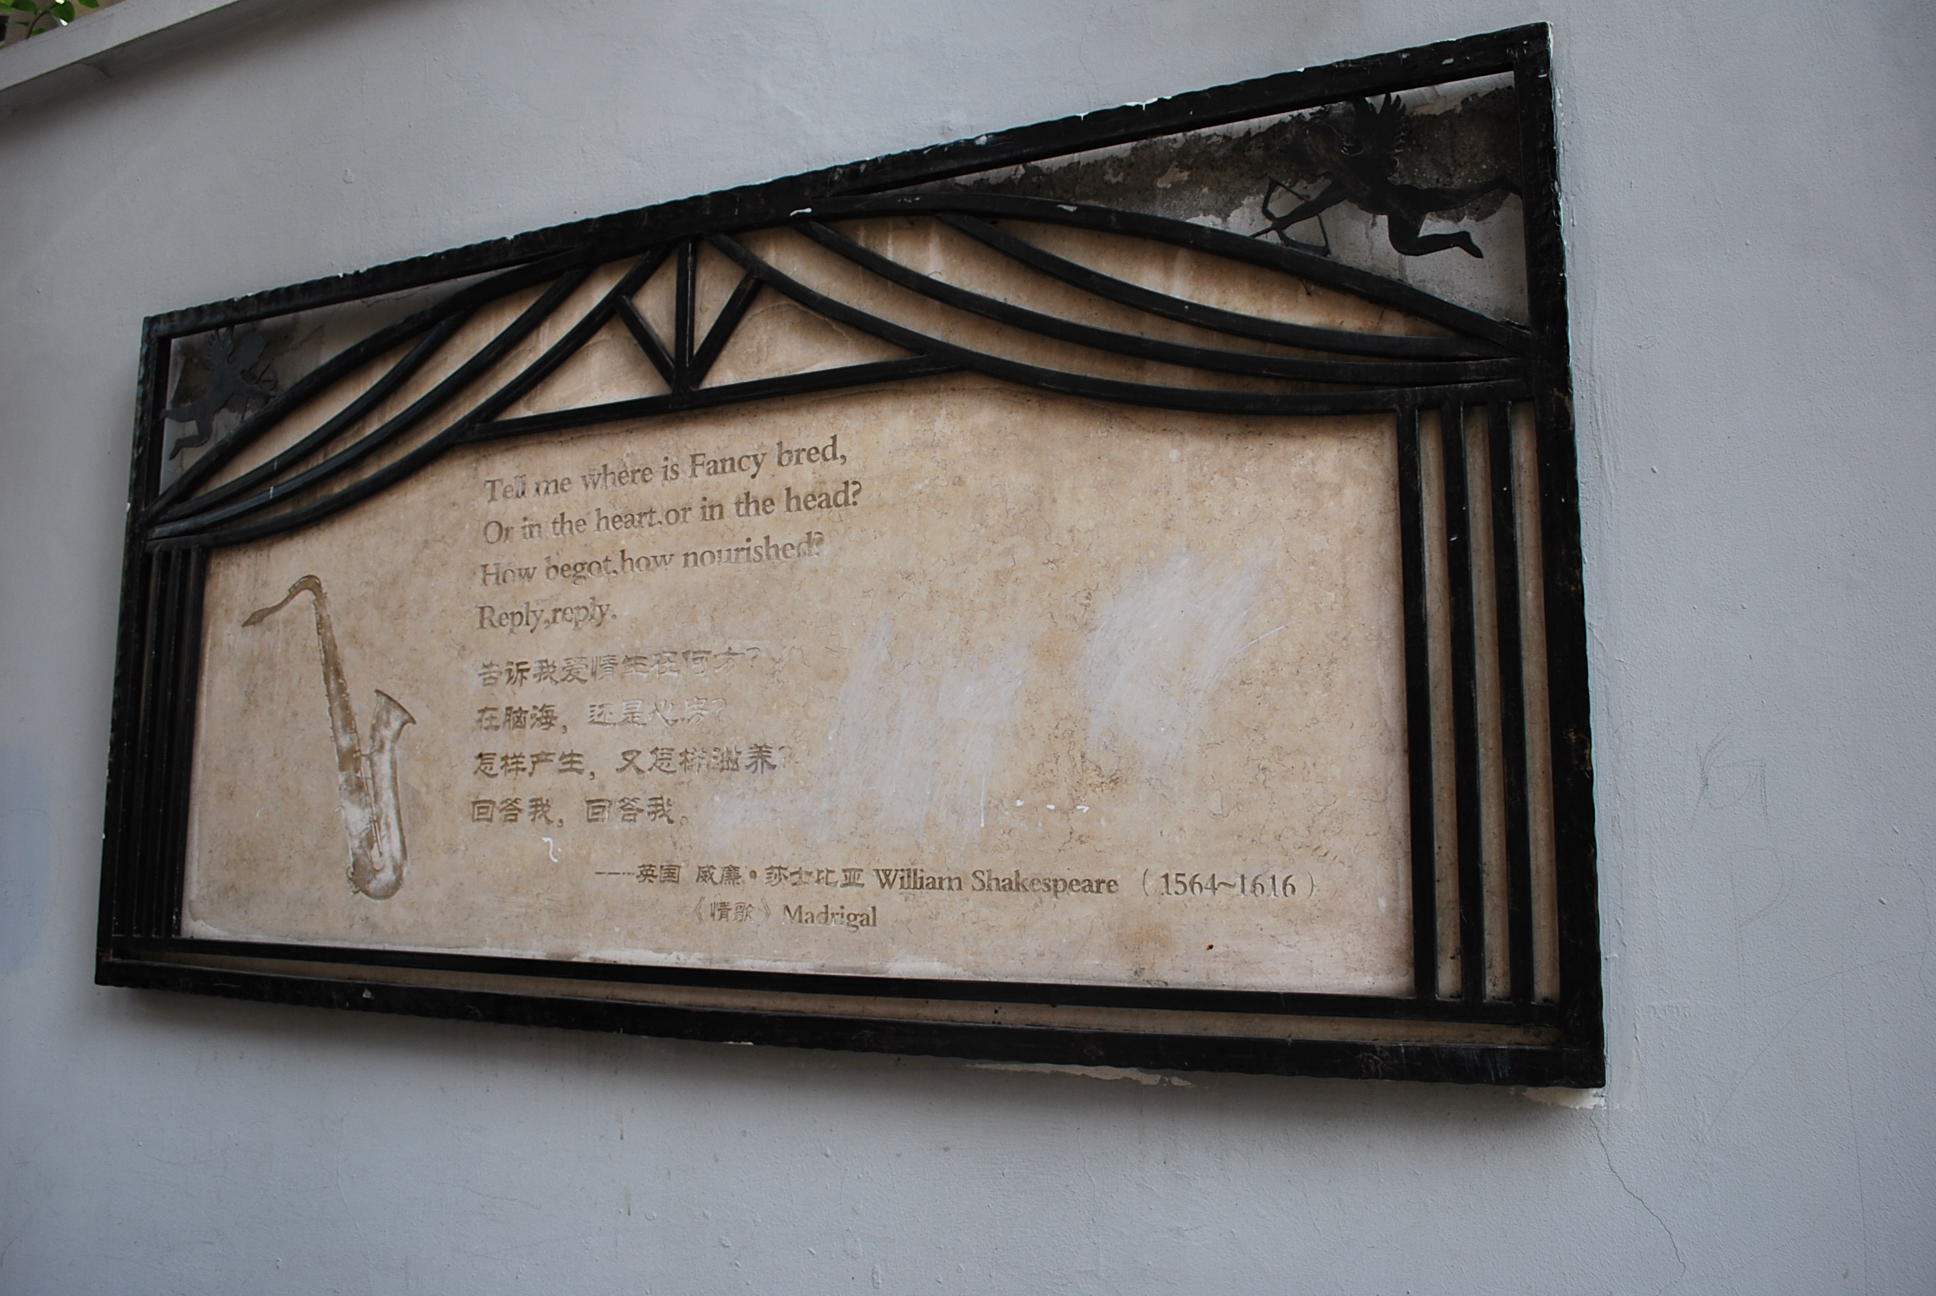 Tell me where is Fancy bred,
Or in the heart,or in the head?
How begot,how nourished?
Reply,reply.
告诉我爱情生在何方?
在脑海，还是心房?
怎样产生，又怎样滋养?
回答我，回答我。
——英国 威廉•莎士比亚 William Shakespeare （1564~1616）
《情歌》 Madrigal